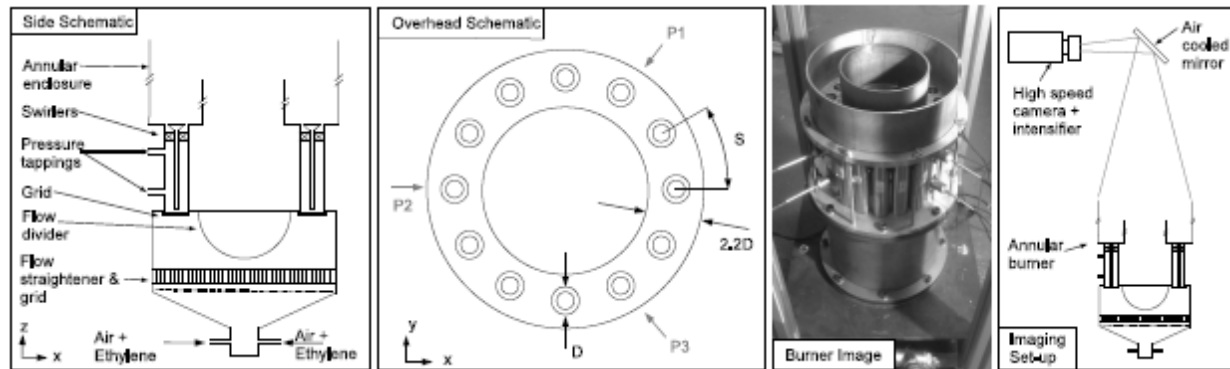 Side Schematic
Annular
enclosure
Swirlers
Pressure
tappings
Grid
Flow
divider
Flow
straightener &
grid
z
x
Air +
Ethylene
Air +
Ethylene
Overhead Schematic
P1
S
P2
2.2D
y
x
D
P3
Burner Image
Air
cooled
mirror
High speed
camera +
intensifier
Annular
burner
Imaging
Set-up